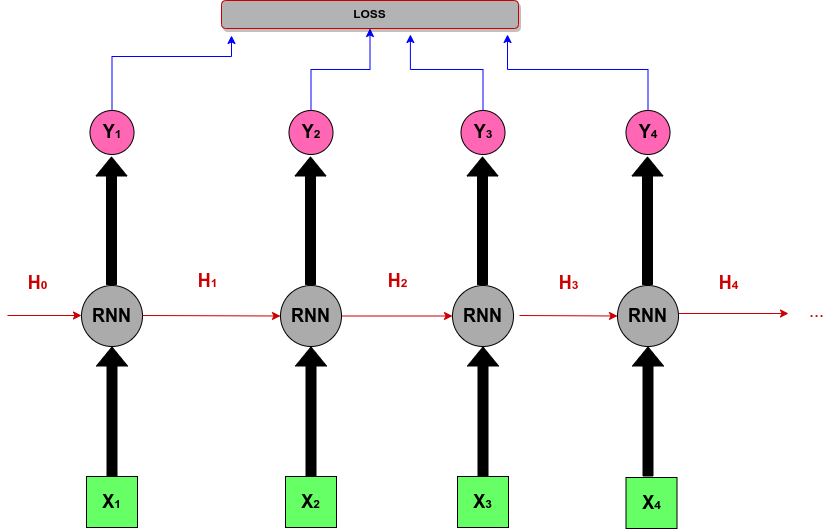 LOSS
Y1 Y2 Y3 Y4
H0 H1 H2 H3 H4
RNN RNN RNN RNN ...
X1 X2 X3 X4